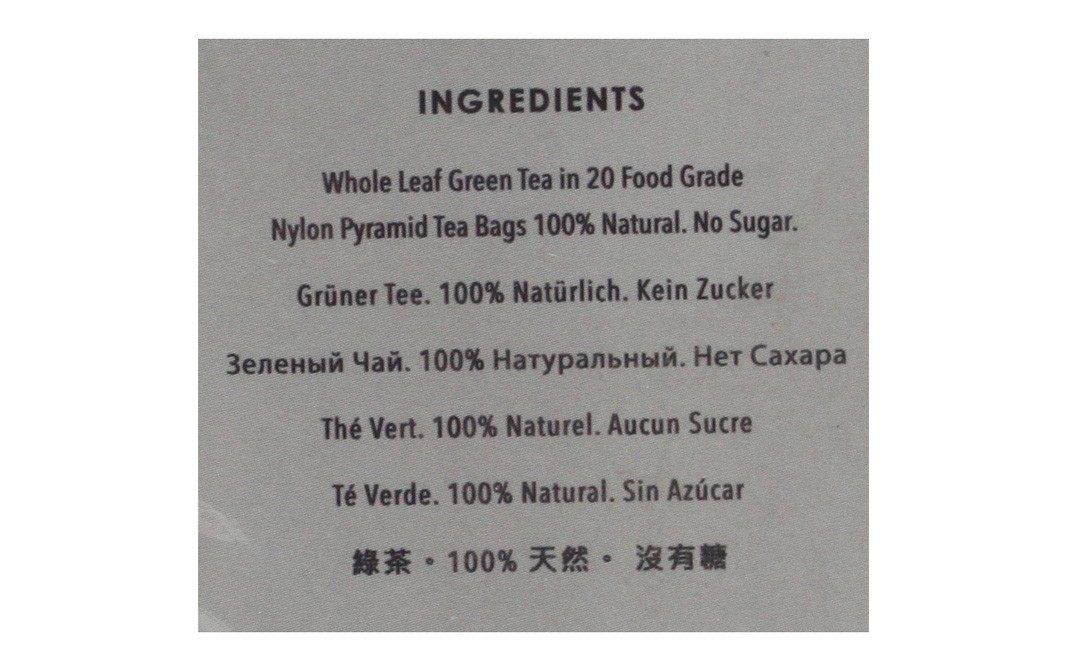 INGREDIENTS
Whole Leaf Green Tea in 20 Food Grade
Nylon Pyramid Tea Bags 100% Natural. No Sugar.
Grüner Tee. 100% Natürlich. Kein Zucker
Зеленый Чай. 100% Натуральный. Нет Сахара
Thé Vert. 100% Naturel. Aucun Sucre
Té Verde. 100% Natural. Sin Azúcar
綠茶。100% 天然。 沒有糖